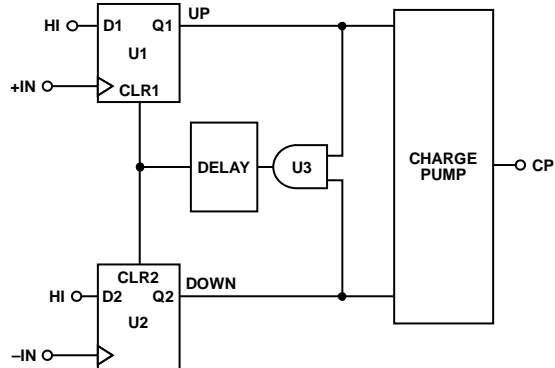 UP
HI
D1
Q1
U1
+IN
CLR1
DELAY
U3
CHARGE
PUMP
CP
CLR2
DOWN
HI
D2
Q2
U2
–IN